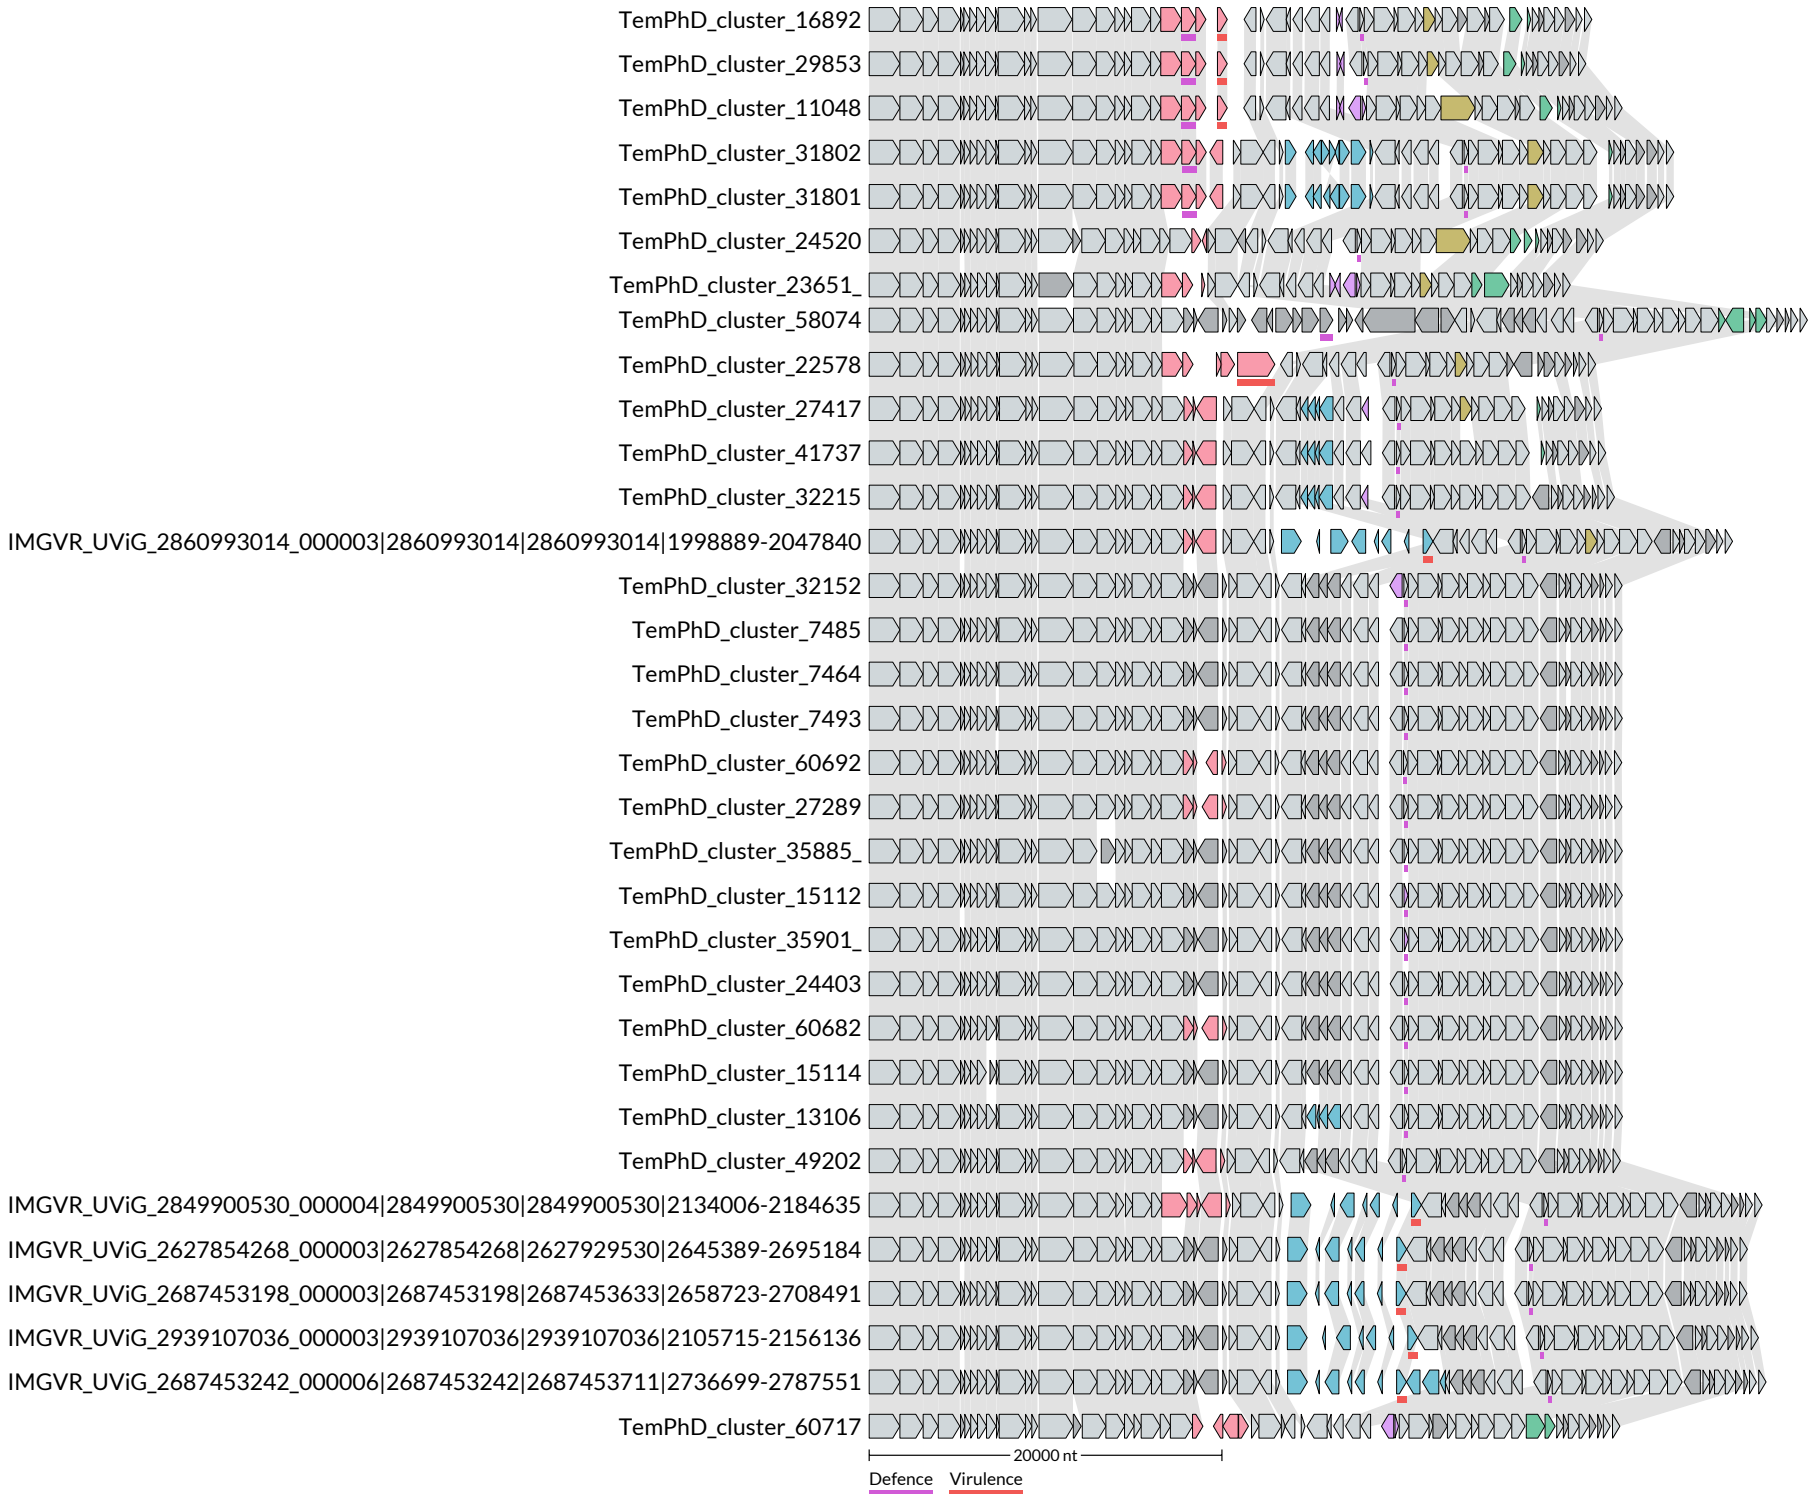 TemPhD_cluster_16892
TemPhD_cluster_29853
TemPhD_cluster_11048
TemPhD_cluster_31802
TemPhD_cluster_31801
TemPhD_cluster_24520
TemPhD_cluster_23651_
TemPhD_cluster_58074
TemPhD_cluster_22578
TemPhD_cluster_27417
TemPhD_cluster_41737
TemPhD_cluster_32215
IMGVR_UViG_2860993014_000003|2860993014|2860993014|1998889-2047840
TemPhD_cluster_32152
TemPhD_cluster_7485
TemPhD_cluster_7464
TemPhD_cluster_7493
TemPhD_cluster_60692
TemPhD_cluster_27289
TemPhD_cluster_35885_
TemPhD_cluster_15112
TemPhD_cluster_35901_
TemPhD_cluster_24403
TemPhD_cluster_60682
TemPhD_cluster_15114
TemPhD_cluster_13106
TemPhD_cluster_49202
IMGVR_UViG_2849900530_000004|2849900530|2849900530|2134006-2184635
IMGVR_UViG_2627854268_000003|2627854268|2627929530|2645389-2695184
IMGVR_UViG_2687453198_000003|2687453198|2687453633|2658723-2708491
IMGVR_UViG_2939107036_000003|2939107036|2939107036|2105715-2156136
IMGVR_UViG_2687453242_000006|2687453242|2687453711|2736699-2787551
TemPhD_cluster_60717
20000 nt
Defence Virulence